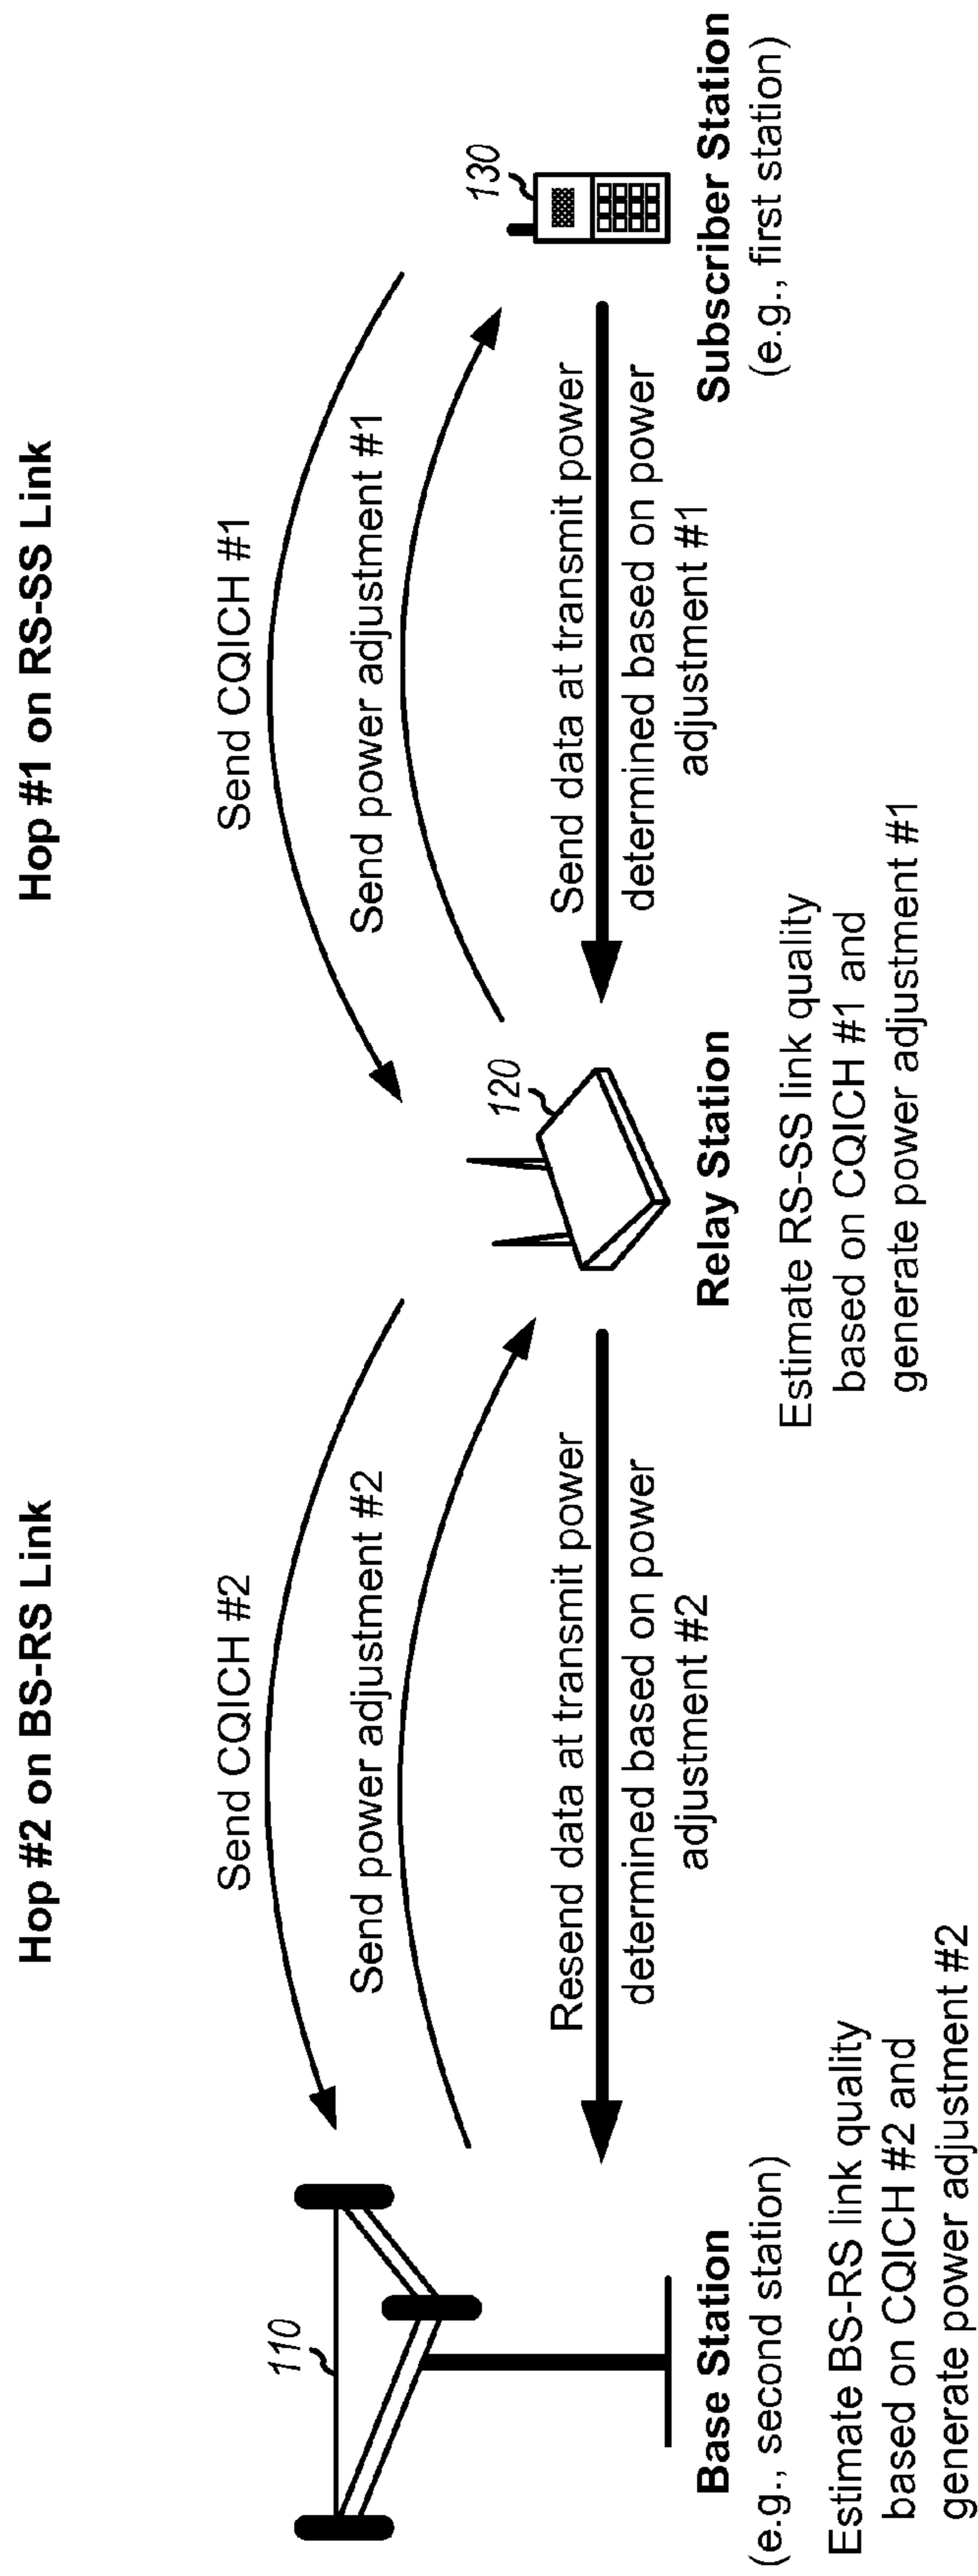 Hop #2 on BS-RS Link
Hop #1 on RS-SS Link
Send CQICH #2
Send CQICH #1
Send power adjustment #2
Send power adjustment #1
110
120
130
Resend data at transmit power
determined based on power
adjustment #2
Send data at transmit power
determined based on power
adjustment #1
Base Station
(e.g., second station)
Estimate BS-RS link quality
based on CQICH #2 and
generate power adjustment #2
Relay Station
Estimate RS-SS link quality
based on CQICH #1 and
generate power adjustment #1
Subscriber Station
(e.g., first station)